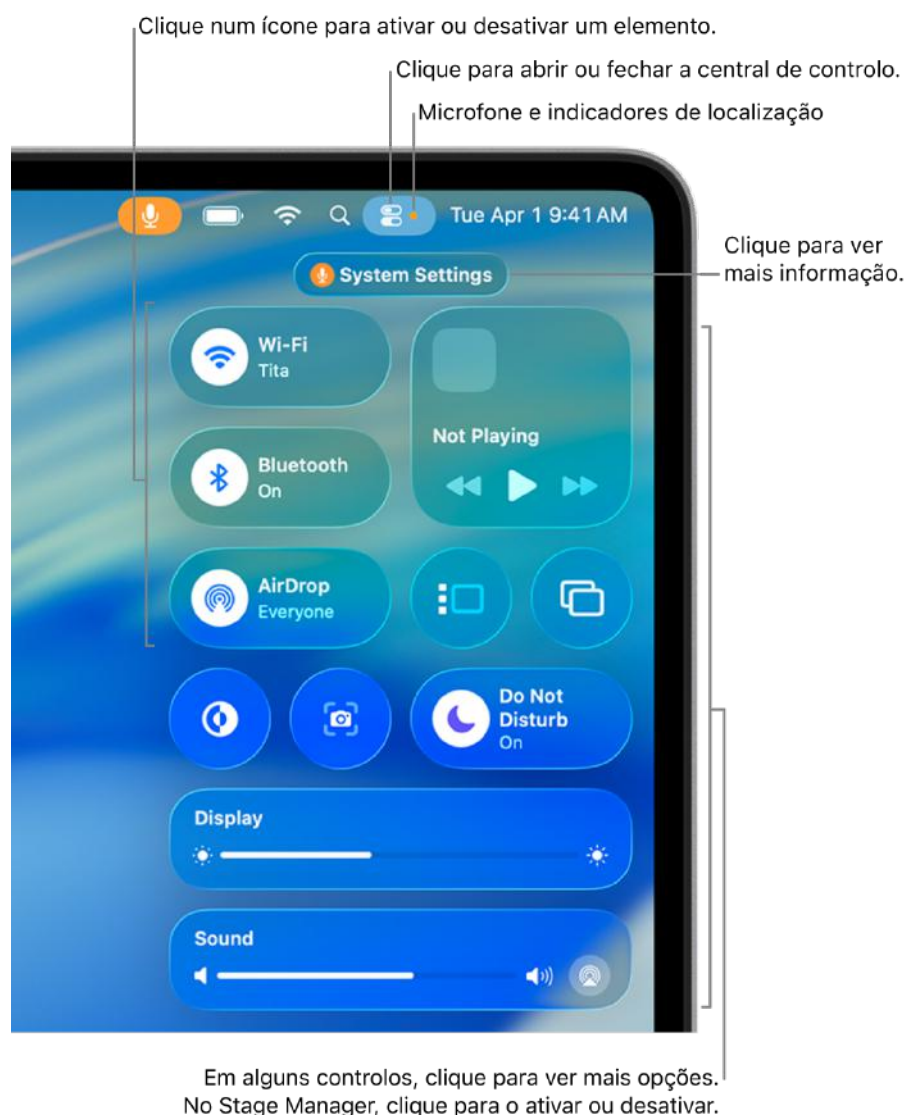 Clique num ícone para ativar ou desativar um elemento.
Clique para abrir ou fechar a central de controlo.
Microfone e indicadores de localização
Tue Apr 1 9:41 AM
System Settings
Clique para ver
mais informação.
Wi-Fi
Tita
Not Playing
Bluetooth
On
AirDrop
Everyone
Do Not
Disturb
On
Display
Sound
Em alguns controlos, clique para ver mais opções.
No Stage Manager, clique para o ativar ou desativar.